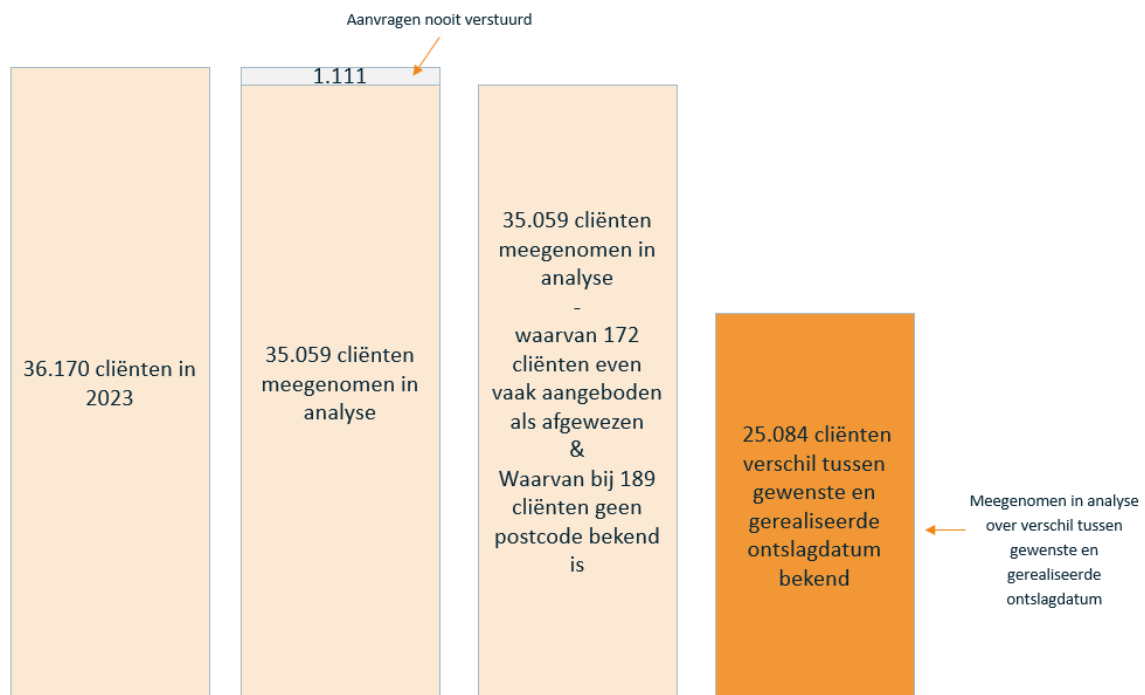 Aanvragen nooit verstuurd
1.111
36.170 cliënten in
2023
35.059 cliënten
meegenomen in
analyse
35.059 cliënten
meegenomen in
analyse
-
waarvan 172
cliënten even
vaak aangeboden
als afgewezen
&
Waarvan bij 189
cliënten geen
postcode bekend
is
25.084 cliënten
verschil tussen
gewenste en
gerealiseerde
ontslagdatum
bekend
Meegenomen in analyse
over verschil tussen
gewenste en
gerealiseerde
ontslagdatum